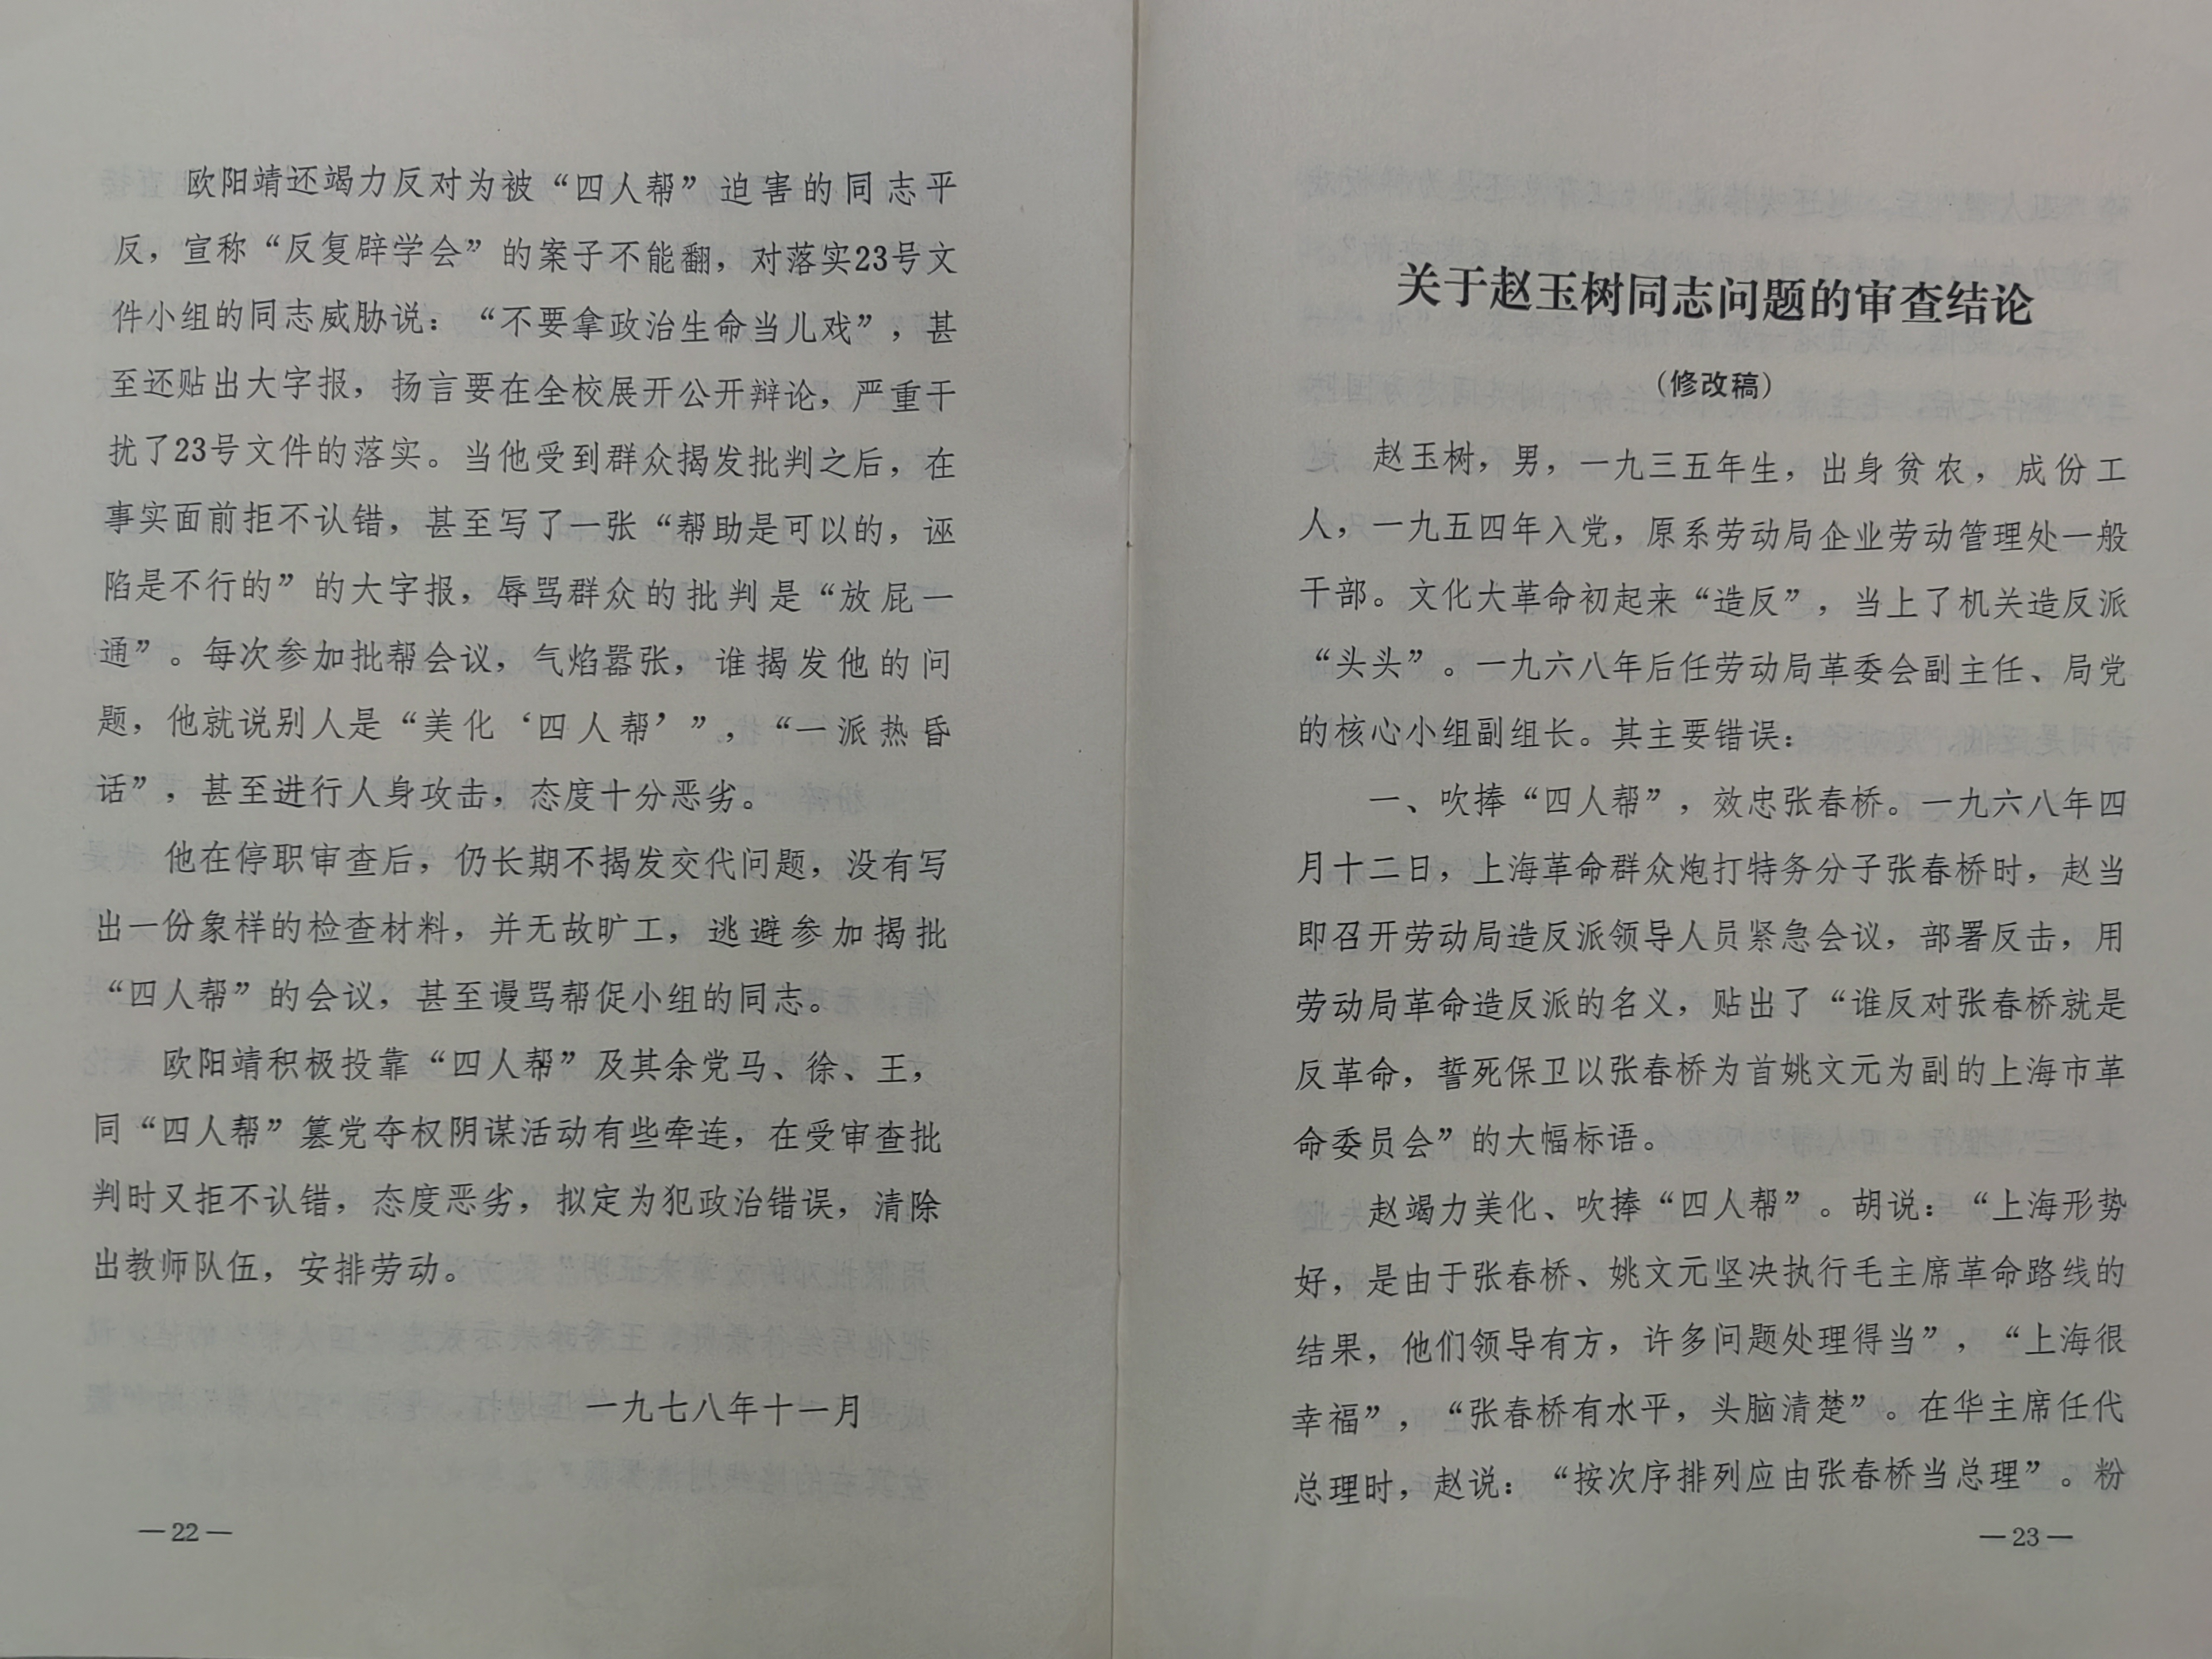 欧阳靖还竭力反对为被“四人帮”迫害的同志平
反，宣称“反复辟学会”的案子不能翻，对落实23号文
件小组的同志威胁说：“不要拿政治生命当儿戏”，甚
至还贴出大字报，扬言要在全校展开公开辩论，严重干
扰了23号文件的落实。当他受到群众揭发批判之后，在
事实面前拒不认错，甚至写了一张“帮助是可以的，诬
陷是不行的”的大字报，辱骂群众的批判是“放屁一
通”。每次参加批帮会议，气焰嚣张，谁揭发他的问
题，他就说别人是“美化‘四人帮’”，“一派热昏
话”，甚至进行人身攻击，态度十分恶劣。
他在停职审查后，仍长期不揭发交代问题，没有写
出一份象样的检查材料，并无故旷工，逃避参加揭批
“四人帮”的会议，甚至谩骂帮促小组的同志。
欧阳靖积极投靠“四人帮”及其余党马、徐、王，
同“四人帮”篡党夺权阴谋活动有些牵连，在受审查批
判时又拒不认错，态度恶劣，拟定为犯政治错误，清除
出教师队伍，安排劳动。
一九七八年十一月
—22—
关于赵玉树同志问题的审查结论
（修改稿）
赵玉树，男，一九三五年生，出身贫农，成份工
人，一九五四年入党，原系劳动局企业劳动管理处一般
干部。文化大革命初起来“造反”，当上了机关造反派
“头头”。一九六八年后任劳动局革委会副主任、局党
的核心小组副组长。其主要错误：
一、吹捧“四人帮”，效忠张春桥。一九六八年四
月十二日，上海革命群众炮打特务分子张春桥时，赵当
即召开劳动局造反派领导人员紧急会议，部署反击，用
劳动局革命造反派的名义，贴出了“谁反对张春桥就是
反革命，誓死保卫以张春桥为首姚文元为副的上海市革
命委员会”的大幅标语。
赵竭力美化、吹捧“四人帮”。胡说：“上海形势
好，是由于张春桥、姚文元坚决执行毛主席革命路线的
结果，他们领导有方，许多问题处理得当”，“上海很
幸福”，“张春桥有水平，头脑清楚”。在华主席任代
总理时，赵说：“按次序排列应由张春桥当总理”。粉
—23—